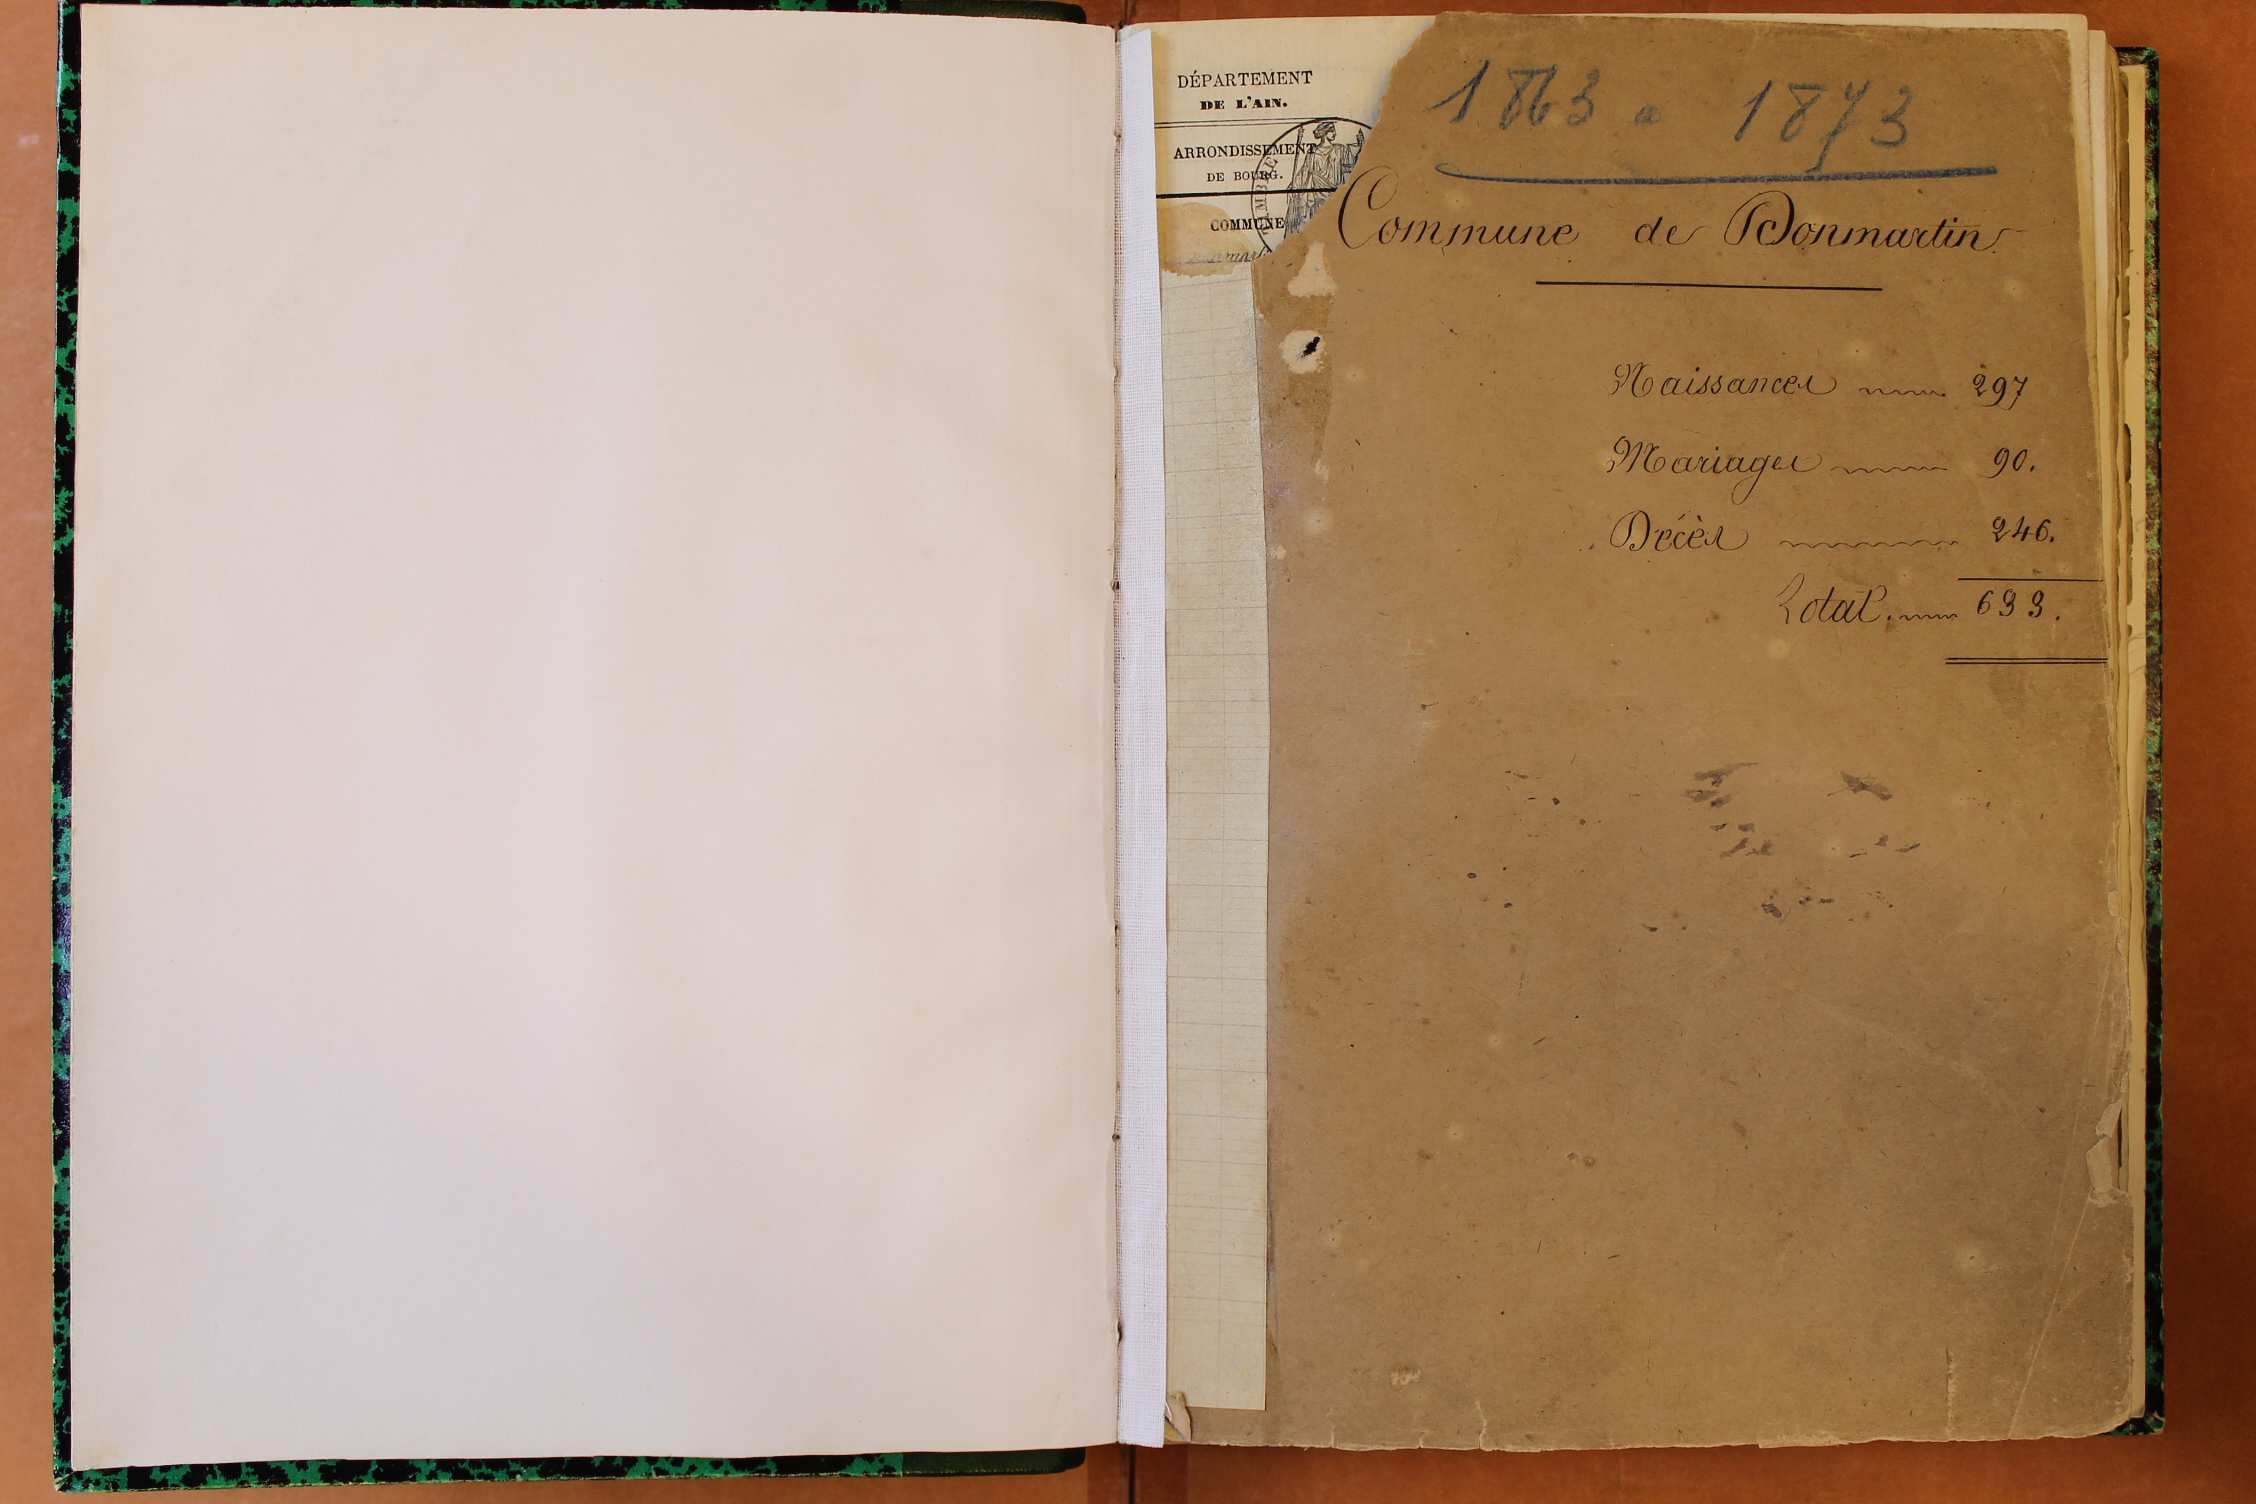 DÉPARTEMENT
DE L'AIN.
ARRONDISSEMENT
DE BOURG.
COMMUNE
TIMBRE
1863 a 1873
Commune de Donmartin
Naissances 297
Mariages 90.
Décès 246.
Total. 633.